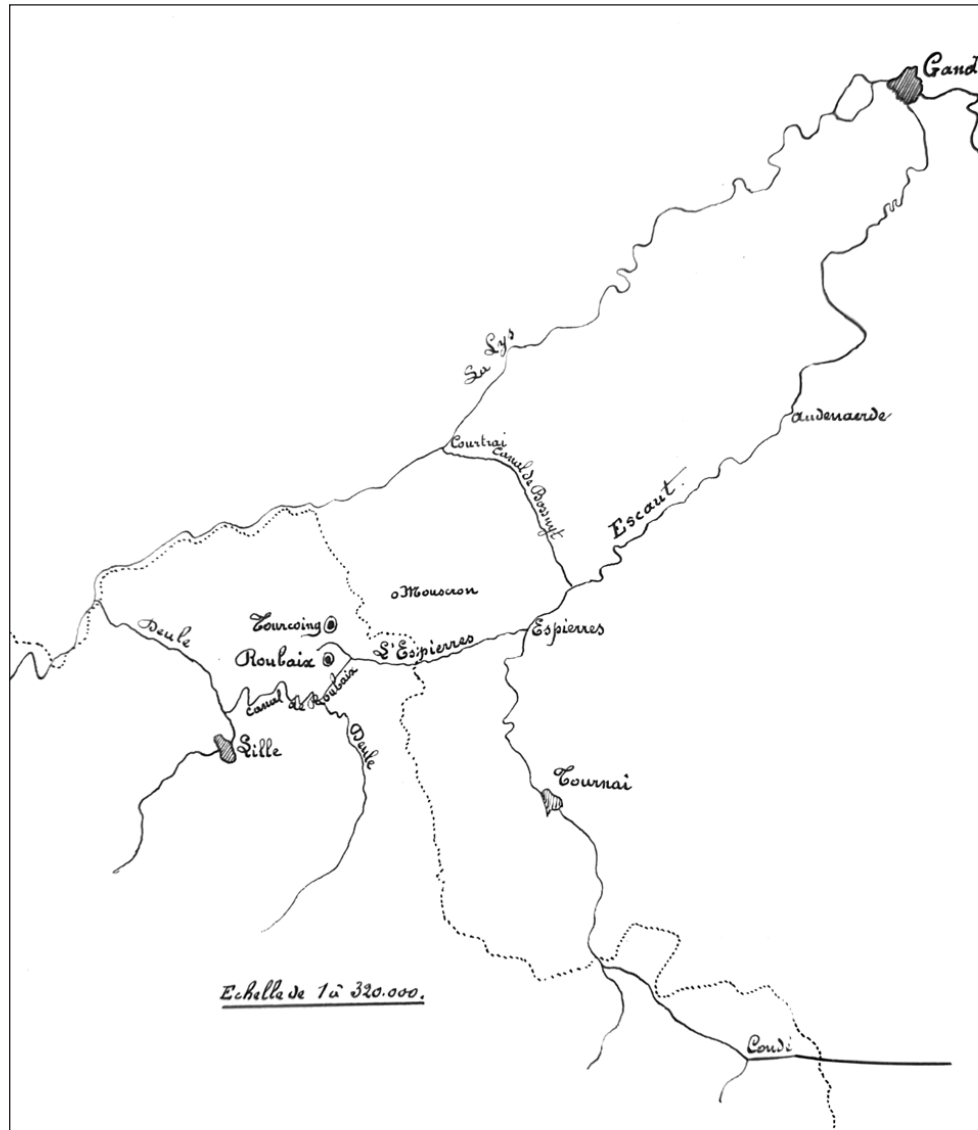 Gand
La Lys
Courtrai
Canal de Bossuyt
Audenaerde
Escaut.
o Mouscron
Deule
Tourcoing
L'Espierres
Espierres
Roubaix
Canal de Roubaix
Lille
Deule
Tournai
Echelle de 1 à 320.000.
Condé